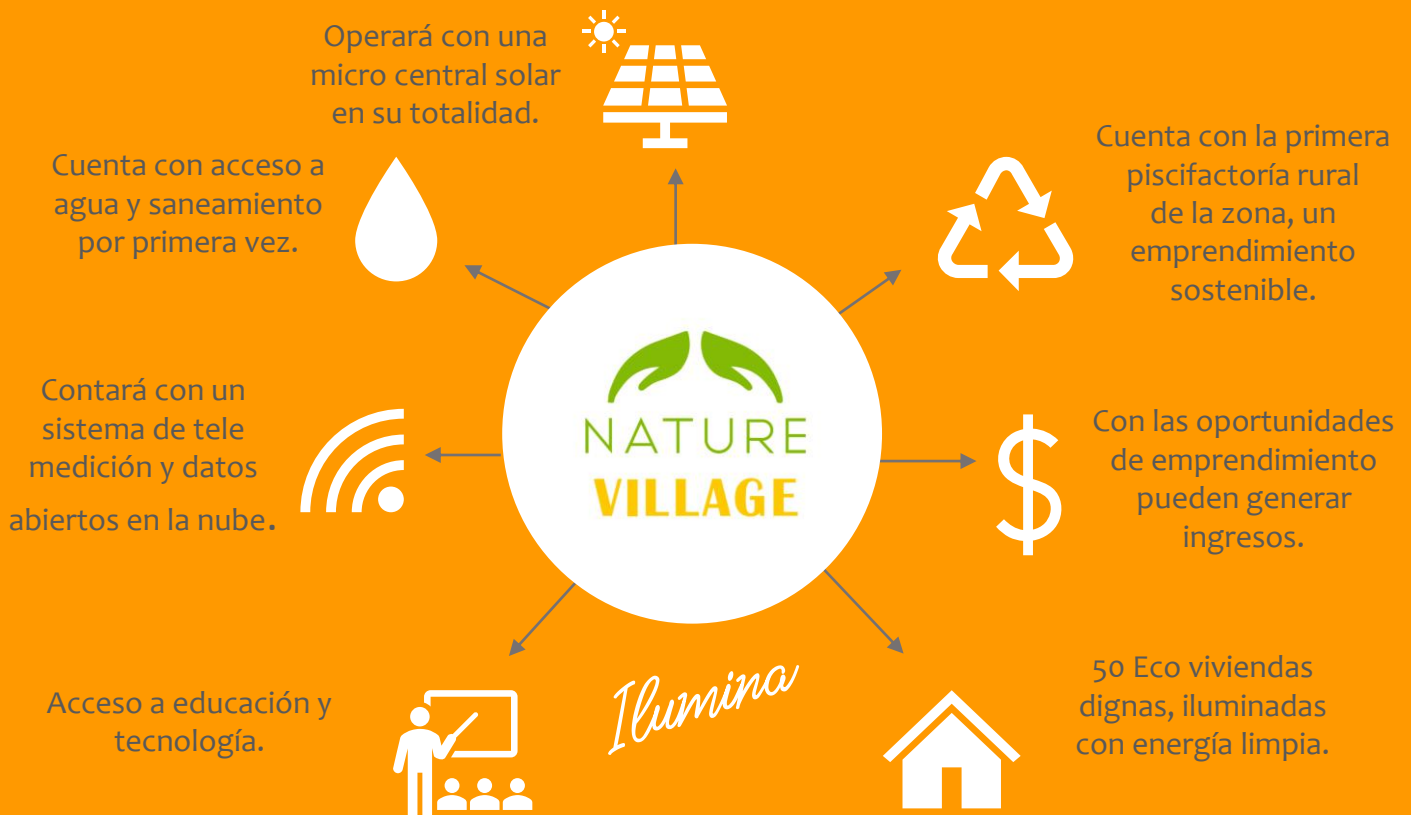 Operará con una
micro central solar
en su totalidad.
Cuenta con acceso a
agua y saneamiento
por primera vez.
Cuenta con la primera
piscifactoría rural
de la zona, un
emprendimiento
sostenible.
NATURE
VILLAGE
Contará con un
sistema de tele
medición y datos
abiertos en la nube.
Con las oportunidades
de emprendimiento
pueden generar
ingresos.
Acceso a educación y
tecnología.
Ilumina
50 Eco viviendas
dignas, iluminadas
con energía limpia.